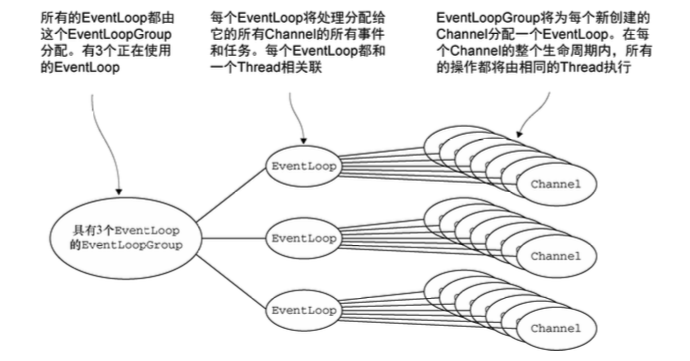 所有的EventLoop都由
这个EventLoopGroup
分配。有3个正在使用
的EventLoop
每个EventLoop将处理分配给
它的所有Channel的所有事件
和任务。每个EventLoop都和
一个Thread相关联
EventLoopGroup将为每个新创建的
Channel分配一个EventLoop。在每
个Channel的整个生命周期内，所有
的操作都将由相同的Thread执行
EventLoop
Channel
具有3个EventLoop
的EventLoopGroup
EventLoop
Channel
EventLoop
Channel